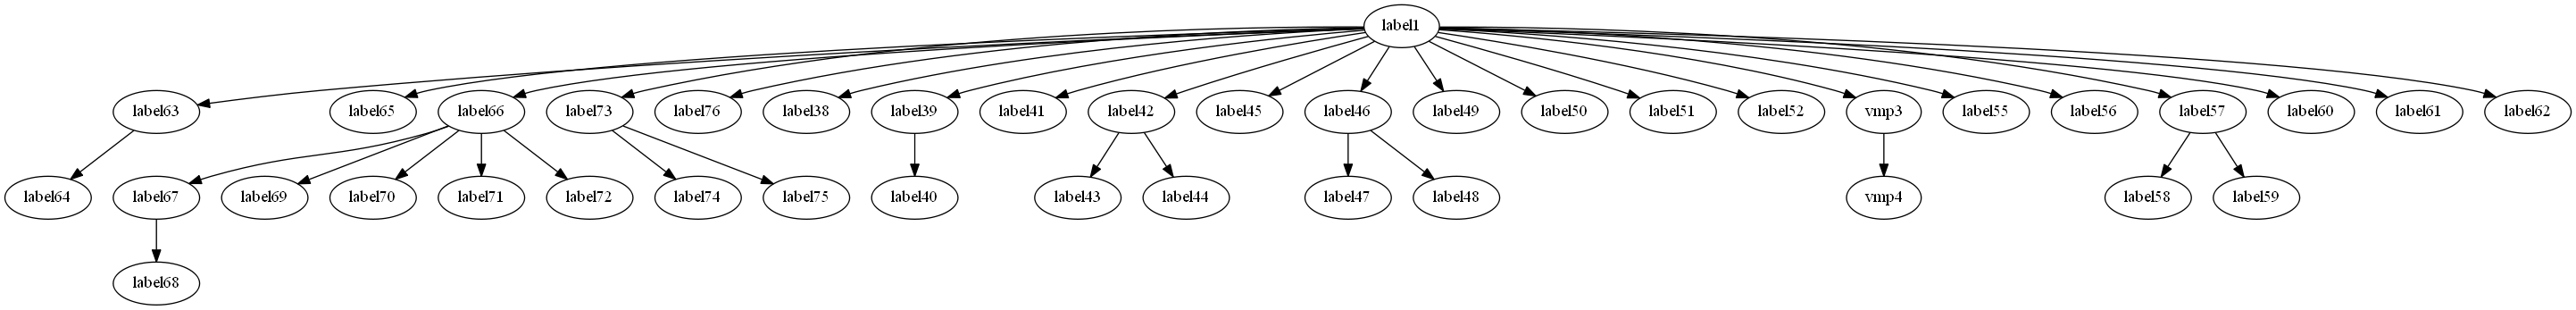 label1
label63 label65 label66 label73 label76 label38 label39 label41 label42 label45 label46 label49 label50 label51 label52 vmp3 label55 label56 label57 label60 label61 label62
label64 label67 label69 label70 label71 label72 label74 label75 label40 label43 label44 label47 label48 vmp4 label58 label59
label68